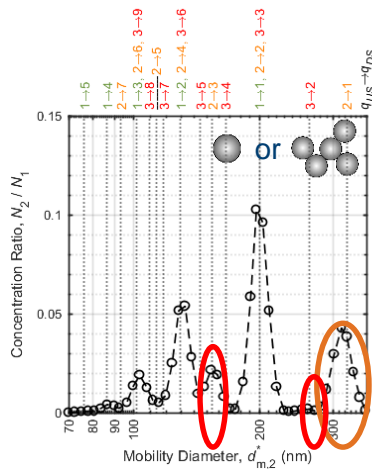 1→5
1→4
2→7
1→3, 2→6, 3→9
3→8
2→5
3→7
1→2, 2→4, 3→6
3→5
2→3
3→4
1→1, 2→2, 3→3
3→2
2→1
qUS→qDS
or
0.15
0.1
0.05
0
Concentration Ratio, N2 / N1
70 80 90 100 200 300
Mobility Diameter, d*m,2 (nm)